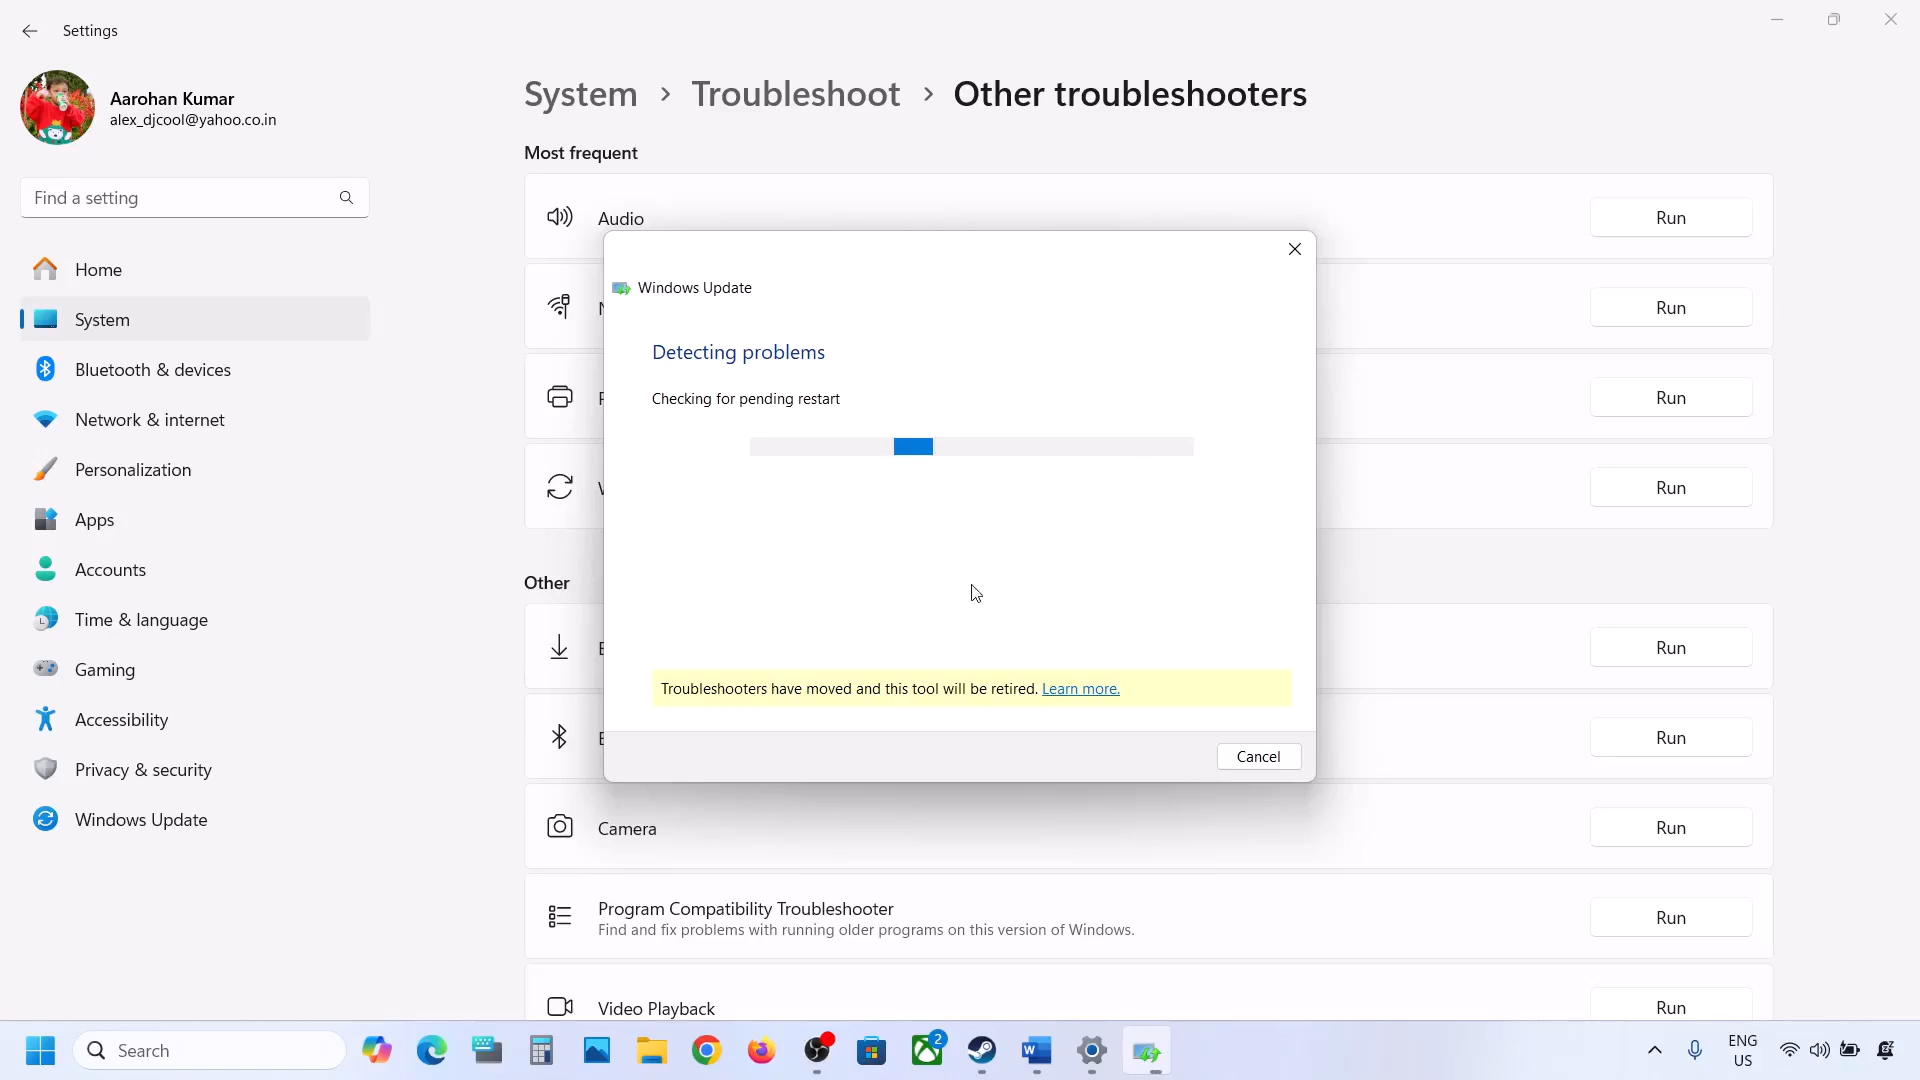 Settings
Aarohan Kumar
alex_djcool@yahoo.co.in
Find a setting
Home
System
Bluetooth & devices
Network & internet
Personalization
Apps
Accounts
Time & language
Gaming
Accessibility
Privacy & security
Windows Update
System > Troubleshoot > Other troubleshooters
Most frequent
Audio
Run
Run
Run
Run
Windows Update
Detecting problems
Checking for pending restart
Troubleshooters have moved and this tool will be retired. Learn more.
Cancel
Other
Run
Run
Camera
Run
Program Compatibility Troubleshooter
Find and fix problems with running older programs on this version of Windows.
Run
Video Playback
Run
Search
2
ENG
US